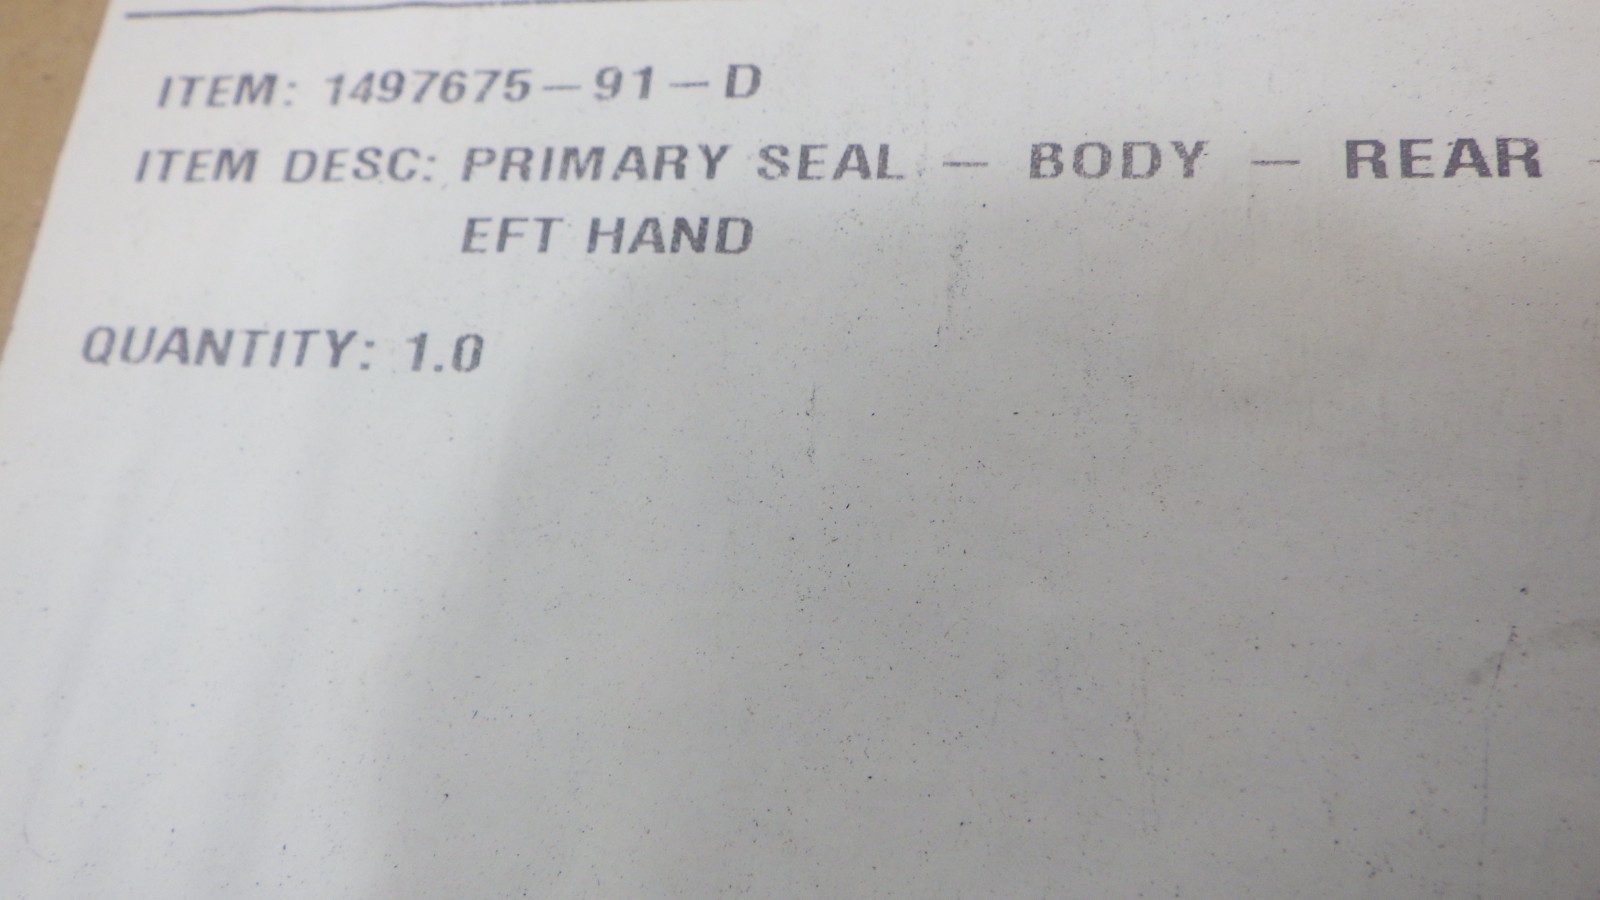 ITEM: 1497675-91-D
ITEM DESC: PRIMARY SEAL - BODY - REAR -
EFT HAND
QUANTITY: 1.0